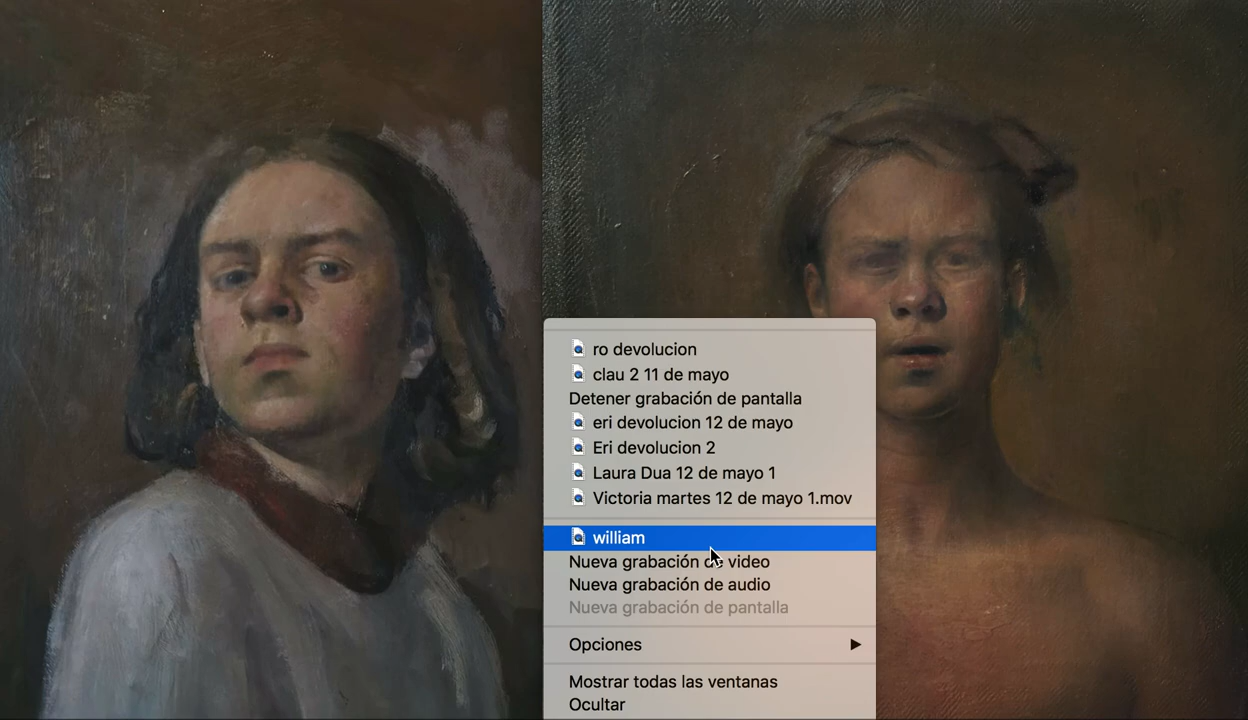 ro devolucion
clau 2 11 de mayo
Detener grabación de pantalla
eri devolucion 12 de mayo
Eri devolucion 2
Laura Dua 12 de mayo 1
Victoria martes 12 de mayo 1.mov
william
Nueva grabación de video
Nueva grabación de audio
Nueva grabación de pantalla
Opciones
Mostrar todas las ventanas
Ocultar